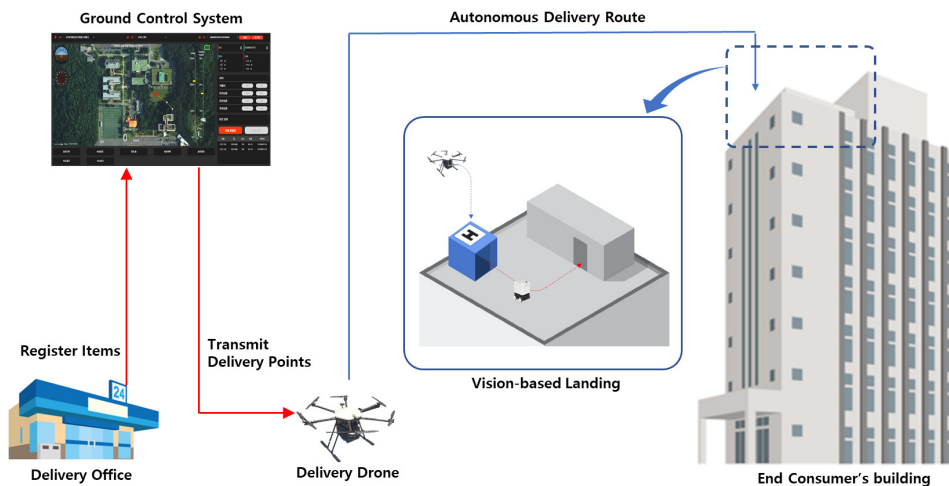 Ground Control System
Autonomous Delivery Route
H
Register Items
Transmit
Delivery Points
24
Vision-based Landing
Delivery Office
Delivery Drone
End Consumer's building